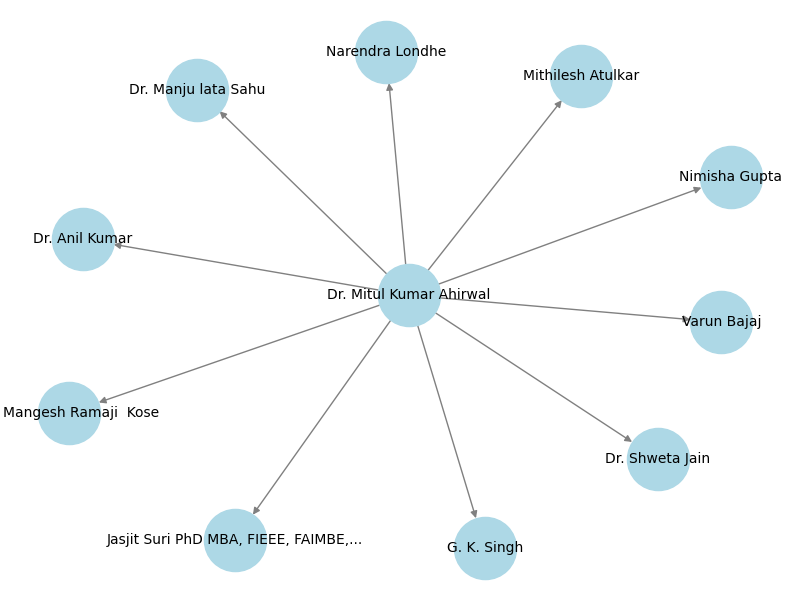 Narendra Londhe
Mithilesh Atulkar
Dr. Manju lata Sahu
Nimisha Gupta
Dr. Anil Kumar
Dr. Mitul Kumar Ahirwal
Varun Bajaj
Mangesh Ramaji  Kose
Dr. Shweta Jain
Jasjit Suri PhD MBA, FIEEE, FAIMBE,...
G. K. Singh